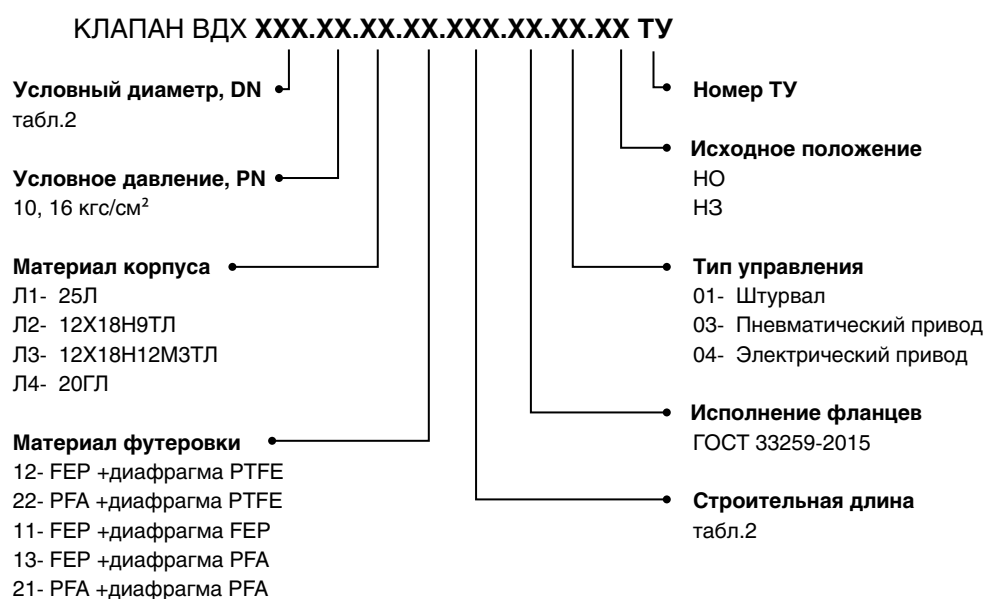 КЛАПАН ВДХ XXX.XX.XX.XX.XXX.XX.XX.XX ТУ
Условный диаметр, DN
табл.2
Условное давление, PN
10, 16 кгс/см²
Материал корпуса
Л1- 25Л
Л2- 12Х18Н9ТЛ
Л3- 12Х18Н12М3ТЛ
Л4- 20ГЛ
Материал футеровки
12- FEP +диафрагма PTFE
22- PFA +диафрагма PTFE
11- FEP +диафрагма FEP
13- FEP +диафрагма PFA
21- PFA +диафрагма PFA
Номер ТУ
Исходное положение
НО
НЗ
Тип управления
01- Штурвал
03- Пневматический привод
04- Электрический привод
Исполнение фланцев
ГОСТ 33259-2015
Строительная длина
табл.2